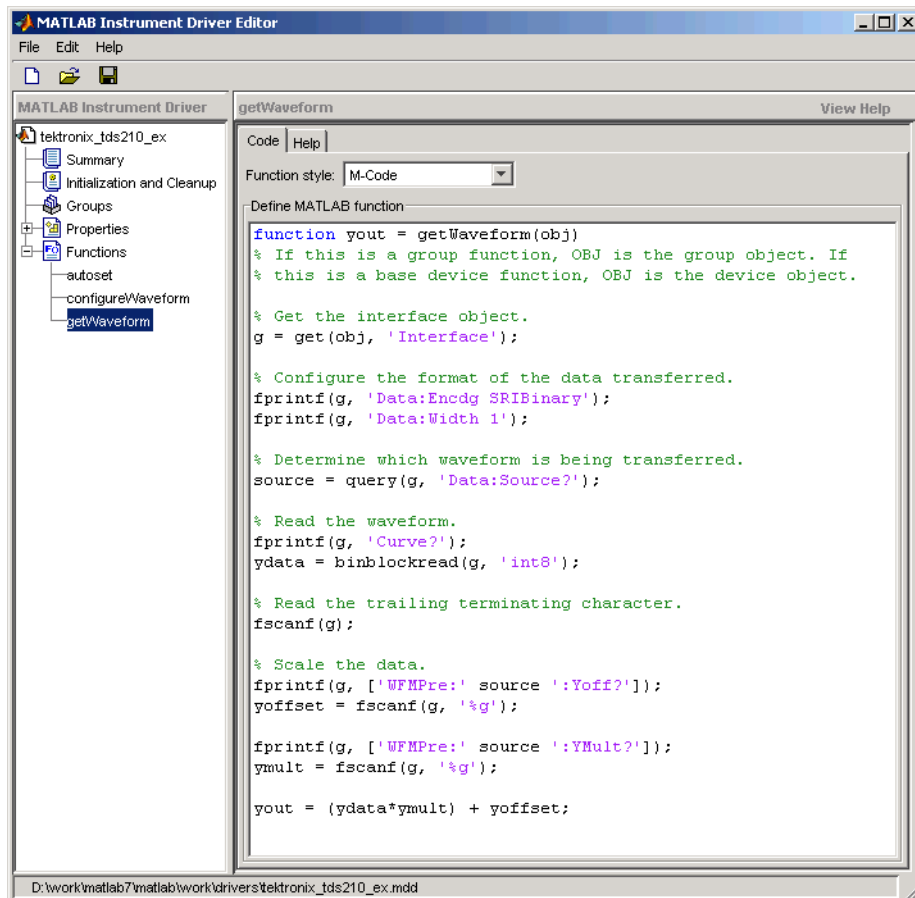 MATLAB Instrument Driver Editor
File Edit Help
MATLAB Instrument Driver
getWaveform
View Help
tektronix_tds210_ex
Summary
Initialization and Cleanup
Groups
Properties
Functions
autoset
configureWaveform
getWaveform
Code
Help
Function style:
M-Code
Define MATLAB function
function yout = getWaveform(obj)
% If this is a group function, OBJ is the group object. If
% this is a base device function, OBJ is the device object.
% Get the interface object.
g = get(obj, 'Interface');
% Configure the format of the data transferred.
fprintf(g, 'Data:Encdg SRIBinary');
fprintf(g, 'Data:Width 1');
% Determine which waveform is being transferred.
source = query(g, 'Data:Source?');
% Read the waveform.
fprintf(g, 'Curve?');
ydata = binblockread(g, 'int8');
% Read the trailing terminating character.
fscanf(g);
% Scale the data.
fprintf(g, ['WFMPre:' source ':Yoff?']);
yoffset = fscanf(g, '%g');
fprintf(g, ['WFMPre:' source ':YMult?']);
ymult = fscanf(g, '%g');
yout = (ydata*ymult) + yoffset;
D:\work\matlab7\matlab\work\drivers\tektronix_tds210_ex.mdd